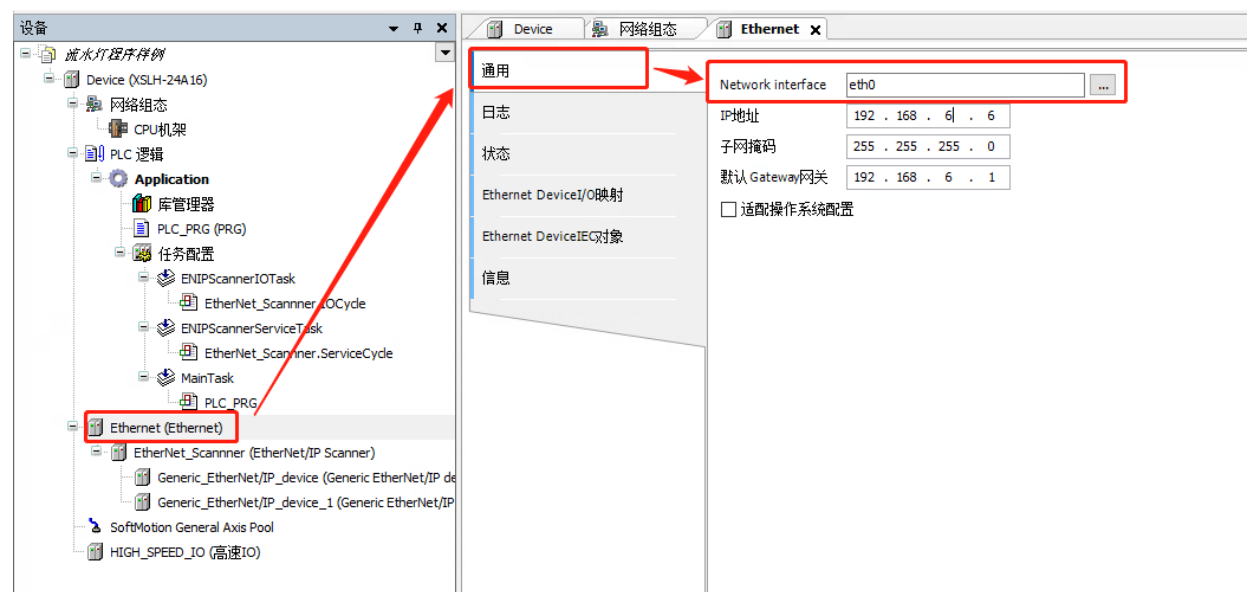 设备
流水灯程序样例
Device (XSLH-24A16)
网络组态
CPU机架
PLC 逻辑
Application
库管理器
PLC_PRG (PRG)
任务配置
ENIPScannerIOTask
EtherNet_Scannner.IOCycle
ENIPScannerServiceTask
EtherNet_Scannner.ServiceCycle
MainTask
PLC_PRG
Ethernet (Ethernet)
EtherNet_Scannner (EtherNet/IP Scanner)
Generic_EtherNet/IP_device (Generic EtherNet/IP de
Generic_EtherNet/IP_device_1 (Generic EtherNet/IP
SoftMotion General Axis Pool
HIGH_SPEED_IO (高速IO)
Device 网络组态 Ethernet
通用
日志
状态
Ethernet DeviceI/O映射
Ethernet DeviceIEC对象
信息
Network interface eth0 ...
IP地址 192 . 168 . 6 . 6
子网掩码 255 . 255 . 255 . 0
默认 Gateway网关 192 . 168 . 6 . 1
适配操作系统配置